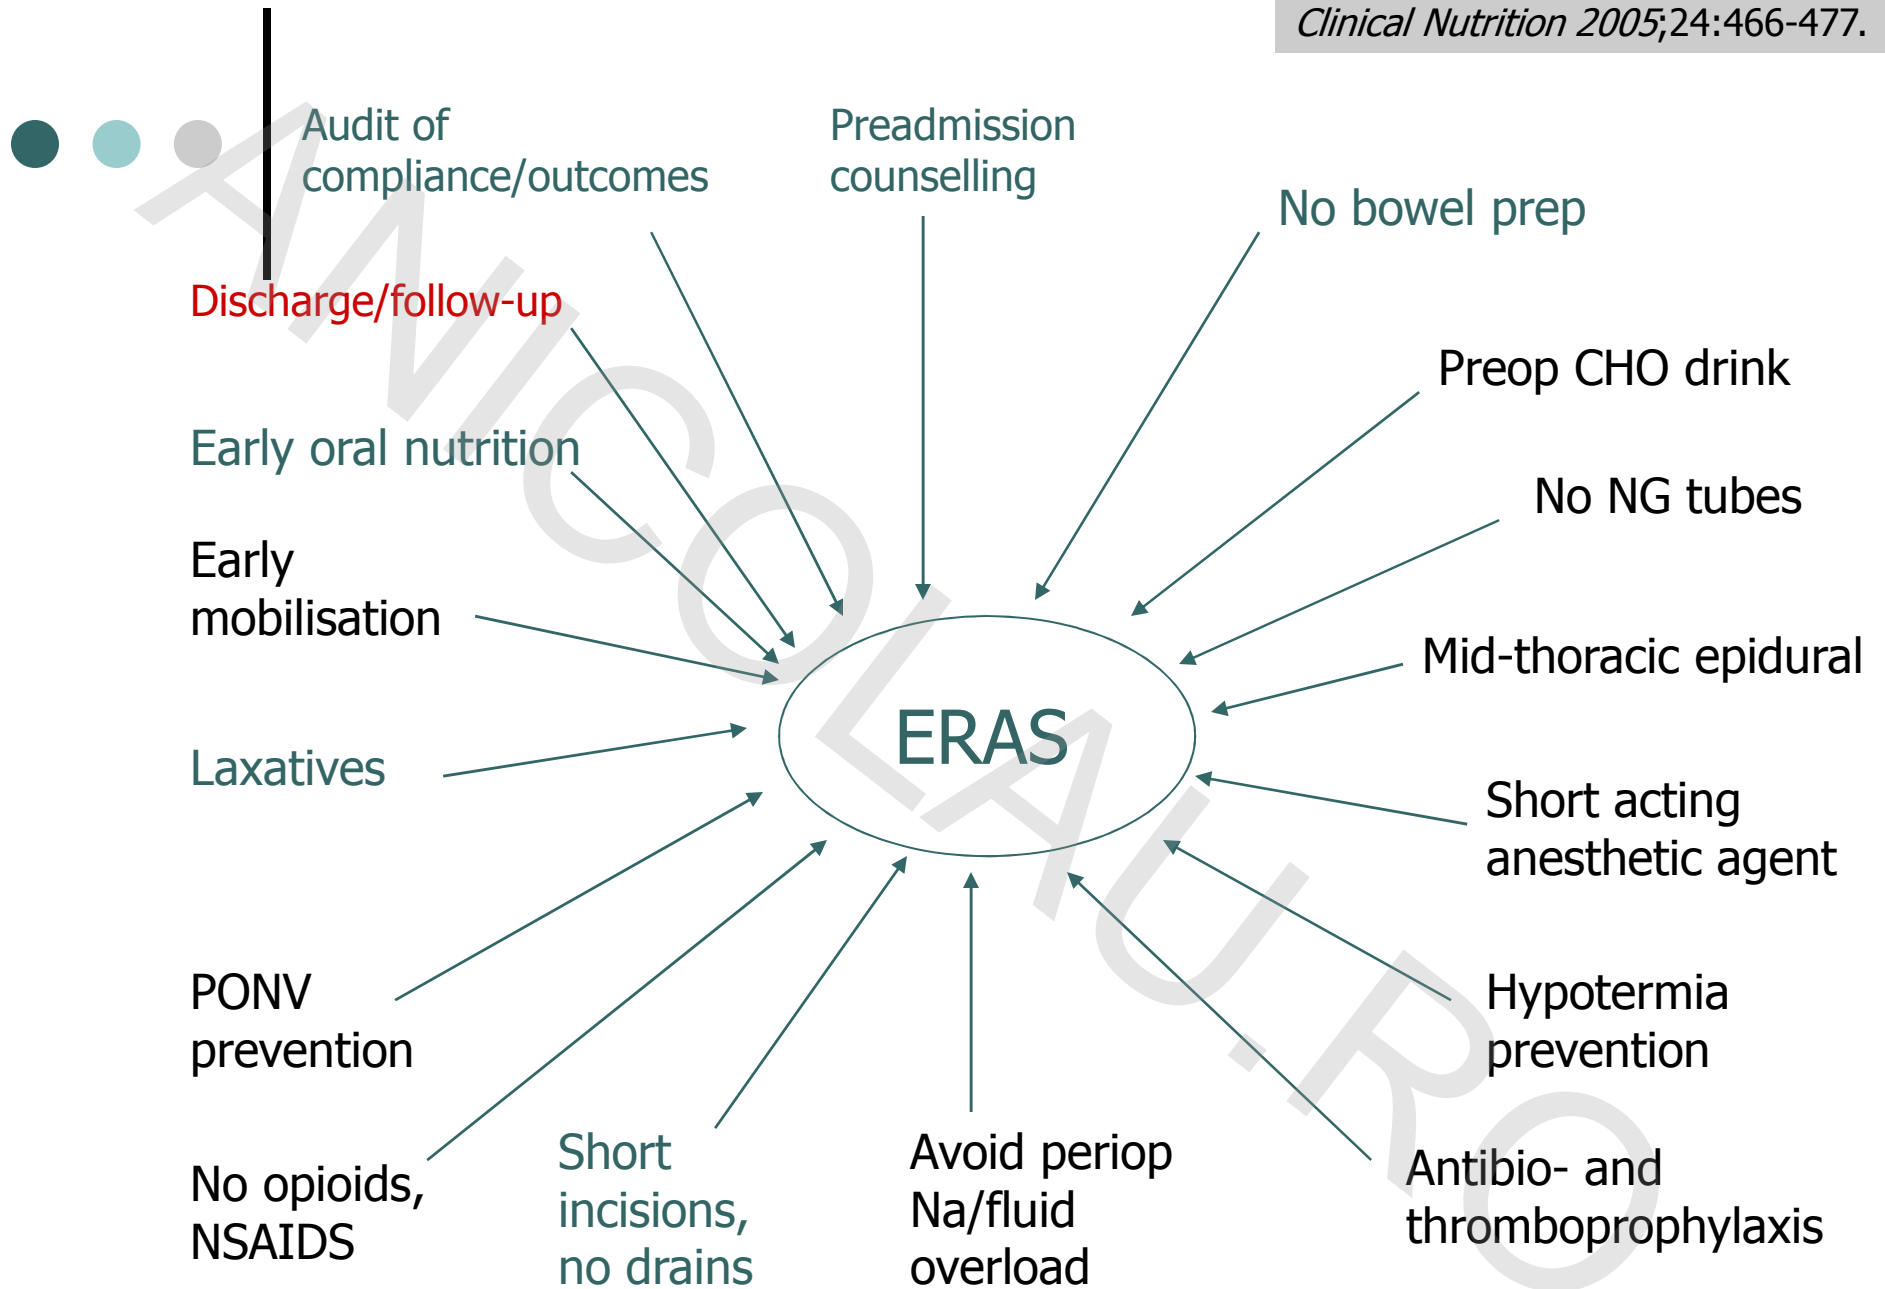 Clinical Nutrition 2005;24:466-477.
Audit of
compliance/outcomes
Preadmission
counselling
No bowel prep
Discharge/follow-up
Preop CHO drink
Early oral nutrition
No NG tubes
Early
mobilisation
Mid-thoracic epidural
ERAS
Laxatives
Short acting
anesthetic agent
PONV
prevention
Hypotermia
prevention
No opioids,
NSAIDS
Short
incisions,
no drains
Avoid periop
Na/fluid
overload
Antibio- and
thromboprophylaxis
ANICOLAU.RO